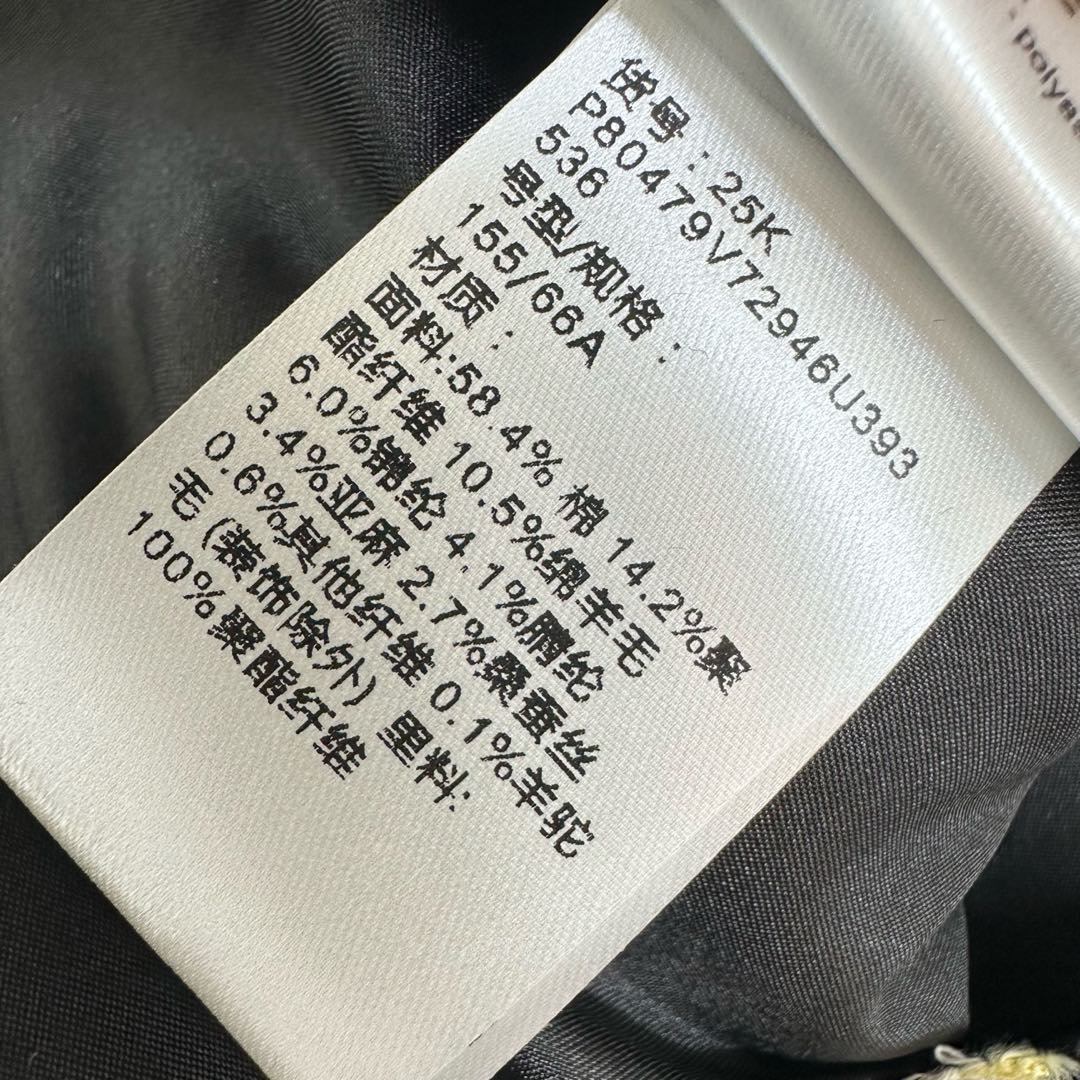 货号：25K
P80479V72946U393
536
号型/规格：
155/66A
材质：
面料:58.4% 棉 14.2%聚
酯纤维 10.5%绵羊毛
6.0%锦纶 4.1%腈纶
3.4%亚麻 2.7%桑蚕丝
0.6%其他纤维 0.1%羊驼
毛 (装饰除外) 里料:
100%聚酯纤维